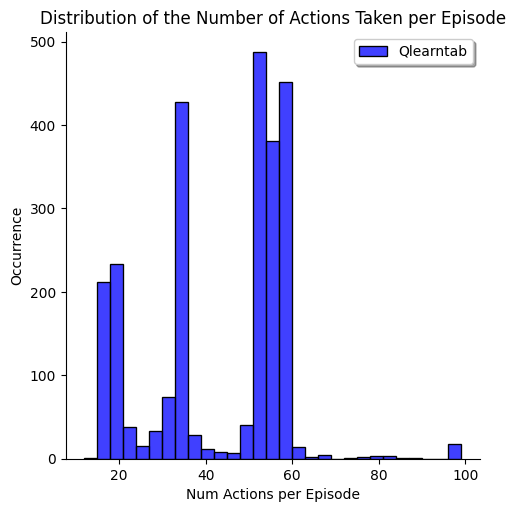 Distribution of the Number of Actions Taken per Episode
Qlearntab
500
400
300
200
100
0
Occurrence
20 40 60 80 100
Num Actions per Episode